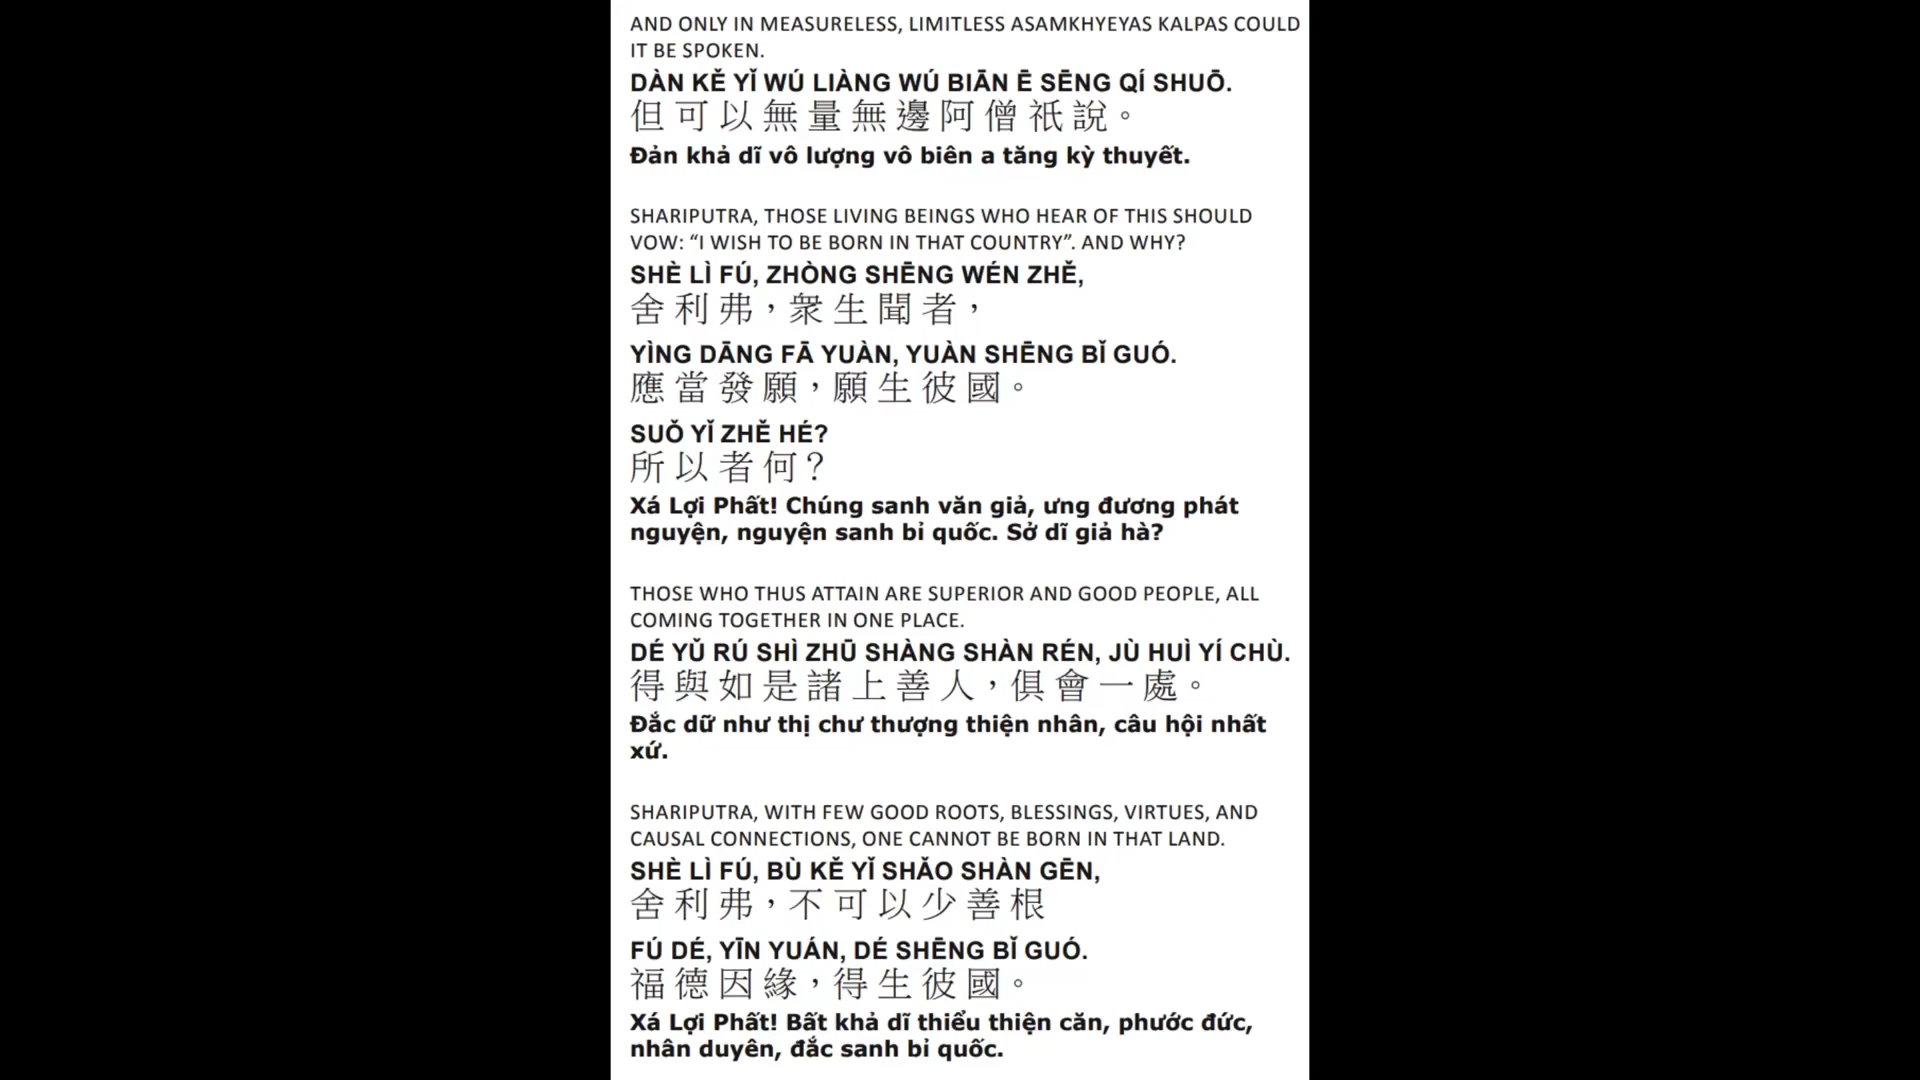 AND ONLY IN MEASURELESS, LIMITLESS ASAMKHYEYAS KALPAS COULD
IT BE SPOKEN.
DÀN KĚ YǏ WÚ LIÀNG WÚ BIĀN Ē SĒNG QÍ SHUŌ.
但可以無量無邊阿僧祇說。
Đản khả dĩ vô lượng vô biên a tăng kỳ thuyết.
SHARIPUTRA, THOSE LIVING BEINGS WHO HEAR OF THIS SHOULD
VOW: “I WISH TO BE BORN IN THAT COUNTRY”. AND WHY?
SHÈ LÌ FÚ, ZHÒNG SHĒNG WÉN ZHĚ,
舍利弗，衆生聞者，
YÌNG DĀNG FĀ YUÀN, YUÀN SHĒNG BǏ GUÓ.
應當發願，願生彼國。
SUǑ YǏ ZHĚ HÉ?
所以者何？
Xá Lợi Phất! Chúng sanh văn giả, ưng đương phát
nguyện, nguyện sanh bỉ quốc. Sở dĩ giả hà?
THOSE WHO THUS ATTAIN ARE SUPERIOR AND GOOD PEOPLE, ALL
COMING TOGETHER IN ONE PLACE.
DÉ YǓ RÚ SHÌ ZHŪ SHÀNG SHÀN RÉN, JÙ HUÌ YÍ CHÙ.
得與如是諸上善人，俱會一處。
Đắc dữ như thị chư thượng thiện nhân, câu hội nhất
xứ.
SHARIPUTRA, WITH FEW GOOD ROOTS, BLESSINGS, VIRTUES, AND
CAUSAL CONNECTIONS, ONE CANNOT BE BORN IN THAT LAND.
SHÈ LÌ FÚ, BÙ KĚ YǏ SHǍO SHÀN GĒN,
舍利弗，不可以少善根
FÚ DÉ, YĪN YUÁN, DÉ SHĒNG BǏ GUÓ.
福德因緣，得生彼國。
Xá Lợi Phất! Bất khả dĩ thiểu thiện căn, phước đức,
nhân duyên, đắc sanh bỉ quốc.